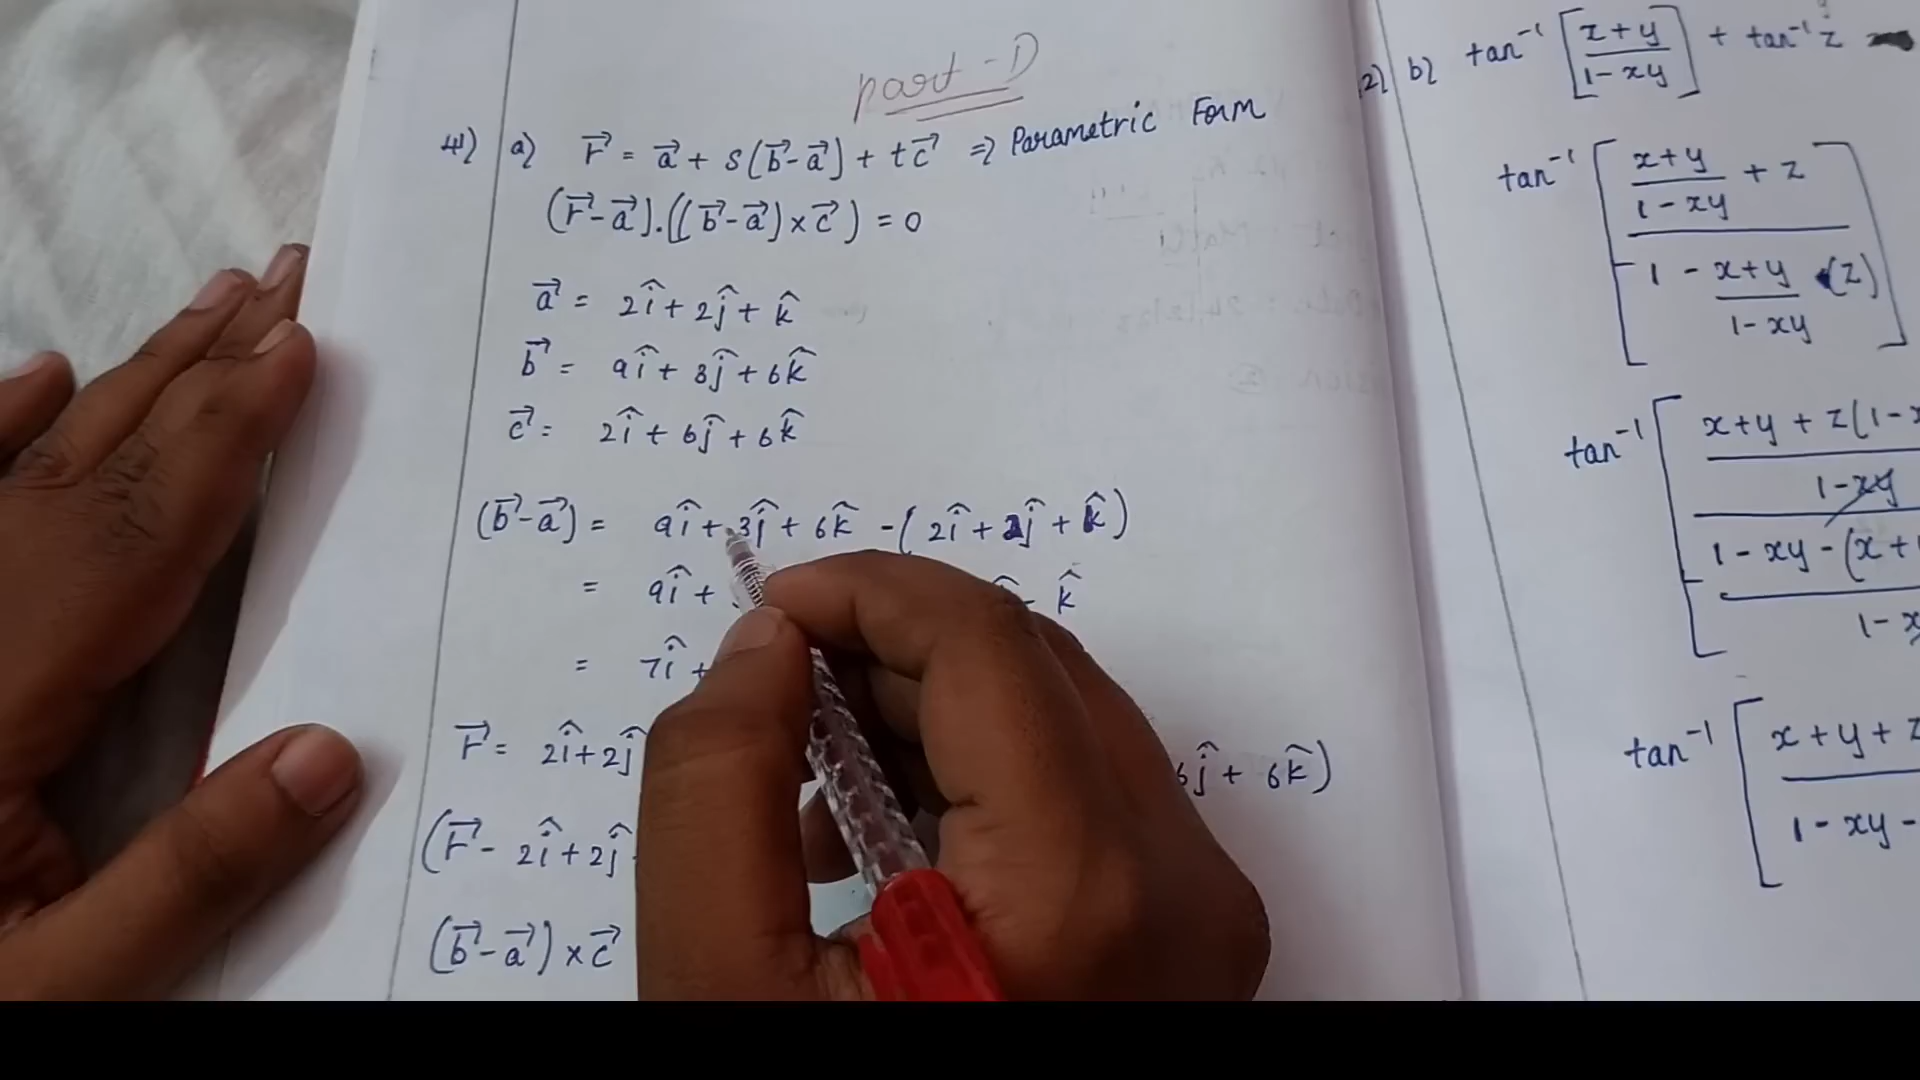 part - D
41) a) r⃗ = a⃗ + s(b⃗ - a⃗) + t c⃗ ⇒ Parametric Form
(r⃗ - a⃗).((b⃗ - a⃗) × c⃗) = 0
a⃗ = 2î + 2ĵ + k̂
b⃗ = 9î + 3ĵ + 6k̂
c⃗ = 2î + 6ĵ + 6k̂
(b⃗ - a⃗) = 9î + 3ĵ + 6k̂ - (2î + 2ĵ + k̂)
= 9î + - k̂
= 7î +
r⃗ = 2î + 2ĵ 6ĵ + 6k̂)
(r⃗ - 2î + 2ĵ
(b⃗ - a⃗) × c⃗
2) b) tan⁻¹ [x+y / 1-xy] + tan⁻¹ z
tan⁻¹ [(x+y / 1-xy + z) / (1 - x+y / 1-xy (z))]
tan⁻¹ [x+y + z(1-x
1-xy
1 - xy - (x+
1-x
tan⁻¹ [x+y+z
1-xy-